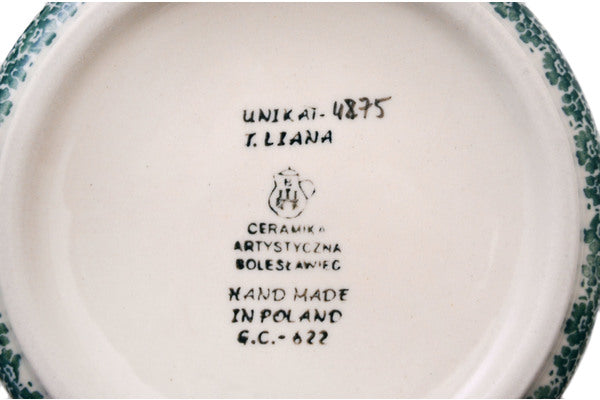 UNIKAT-4875
T. LIANA
B
CERAMIKA
ARTYSTYCZNA
BOLESŁAWIEC
HAND MADE
IN POLAND
G.C.-622